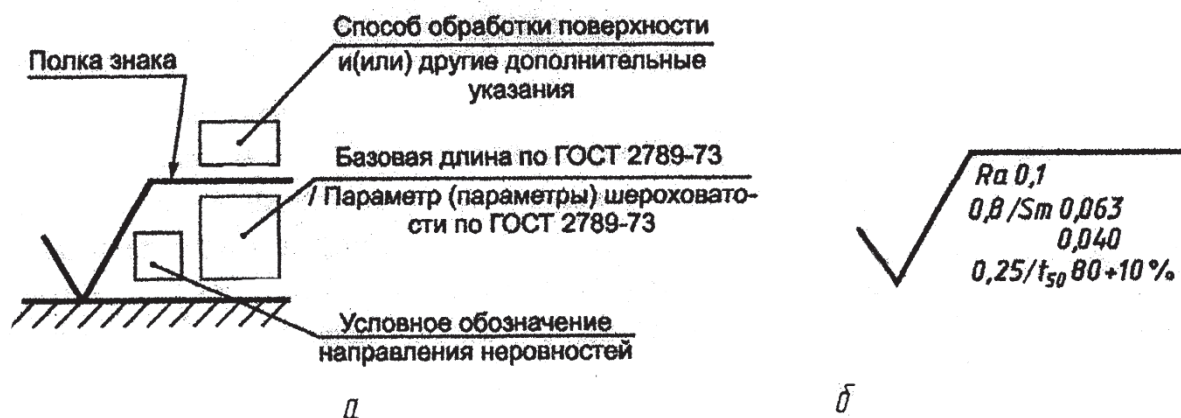 Способ обработки поверхности
и(или) другие дополнительные
указания
Полка знака
Базовая длина по ГОСТ 2789-73
/ Параметр (параметры) шероховато-
сти по ГОСТ 2789-73
Условное обозначение
направления неровностей
а
Ra 0,1
0,8/Sm 0,063
0,040
0,25/t50 80+10%
б